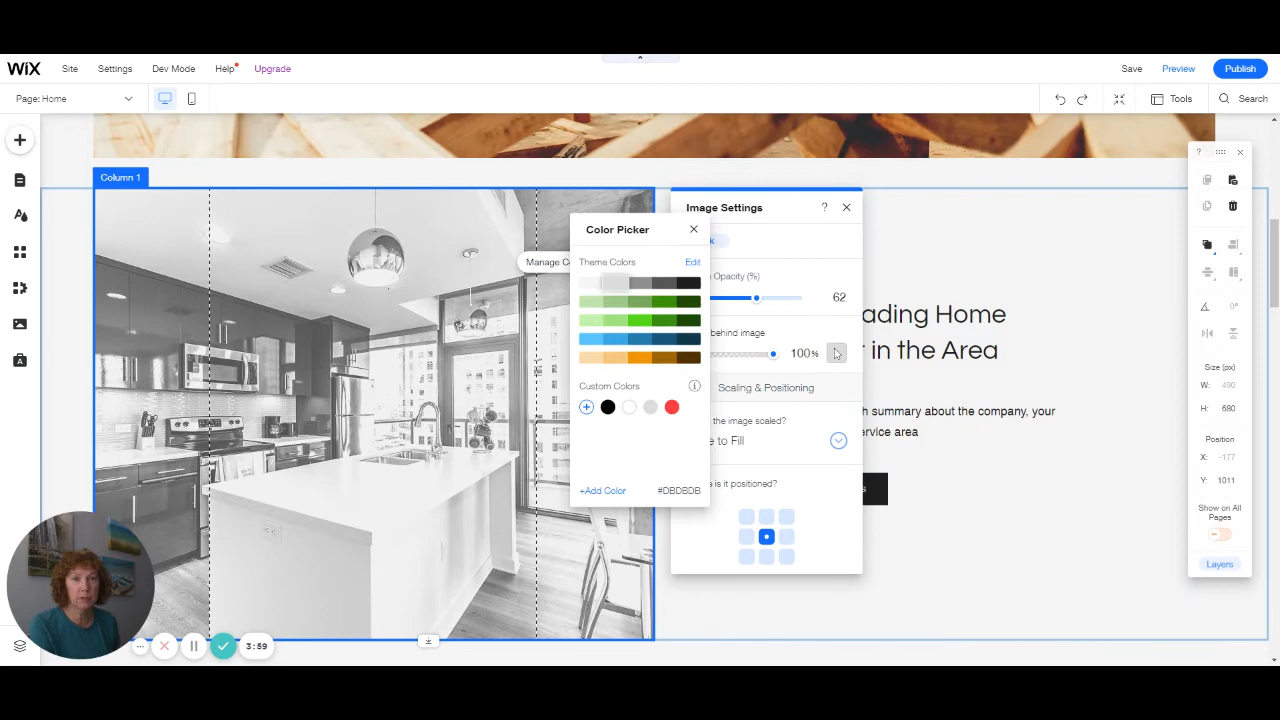 WiX Site Settings Dev Mode Help Upgrade Save Preview Publish
Page: Home Tools Search
Column 1
Image Settings ?
?
Color Picker
Manage
k
Theme Colors Edit
Opacity (%)
62
behind image
100%
Scaling & Positioning
Custom Colors
the image scaled?
e to Fill
e is it positioned?
+Add Color #DBDBDB
ading Home
r in the Area
h summary about the company, your
ervice area
s
0°
Size (px)
W: 490
H: 680
Position
X: -177
Y: 1011
Show on All
Pages
Layers
3:59